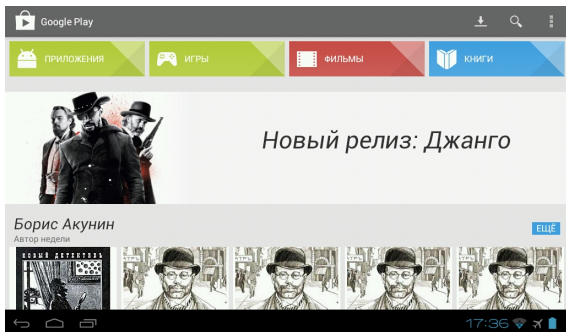 Google Play
ПРИЛОЖЕНИЯ
ИГРЫ
ФИЛЬМЫ
КНИГИ
Новый релиз: Джанго
Борис Акунин
Автор недели
ЕЩЁ
НОВЫЙ ДЕТЕКТИВЪ
17:36